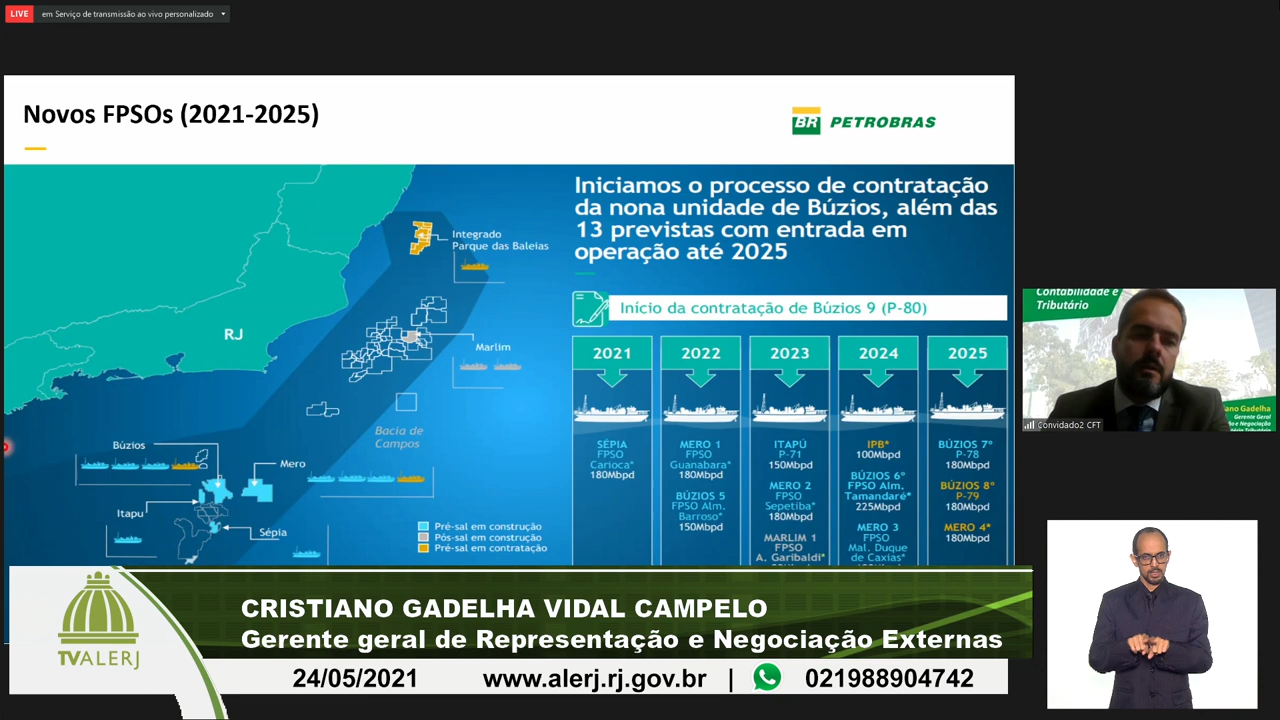 LIVE
em Serviço de transmissão ao vivo personalizado
Novos FPSOs (2021-2025)
BR PETROBRAS
Iniciamos o processo de contratação
da nona unidade de Búzios, além das
13 previstas com entrada em
operação até 2025
Início da contratação de Búzios 9 (P-80)
Integrado
Parque das Baleias
RJ
Marlim
Bacia de
Campos
Búzios
Mero
Itapu
Sépia
Pré-sal em construção
Pós-sal em construção
Pré-sal em contratação
2021
SÉPIA
FPSO
Carioca*
180Mbpd
2022
MERO 1
FPSO
Guanabara*
180Mbpd
BÚZIOS 5
FPSO Alm.
Barroso*
150Mbpd
2023
ITAPÚ
P-71
150Mbpd
MERO 2
FPSO
Sepetiba*
180Mbpd
MARLIM 1
FPSO
A. Garibaldi*
2024
IPB*
100Mbpd
BÚZIOS 6º
FPSO Alm.
Tamandaré*
225Mbpd
MERO 3
FPSO
Mal. Duque
de Caxias*
2025
BÚZIOS 7º
P-78
180Mbpd
BÚZIOS 8º
P-79
180Mbpd
MERO 4*
180Mbpd
Contabilidade e
Tributário
ano Gadelha
Gerente Geral
o e Negociação
Tributário
Convidado2 CFT
TVALERJ
CRISTIANO GADELHA VIDAL CAMPELO
Gerente geral de Representação e Negociação Externas
24/05/2021
www.alerj.rj.gov.br | 021988904742